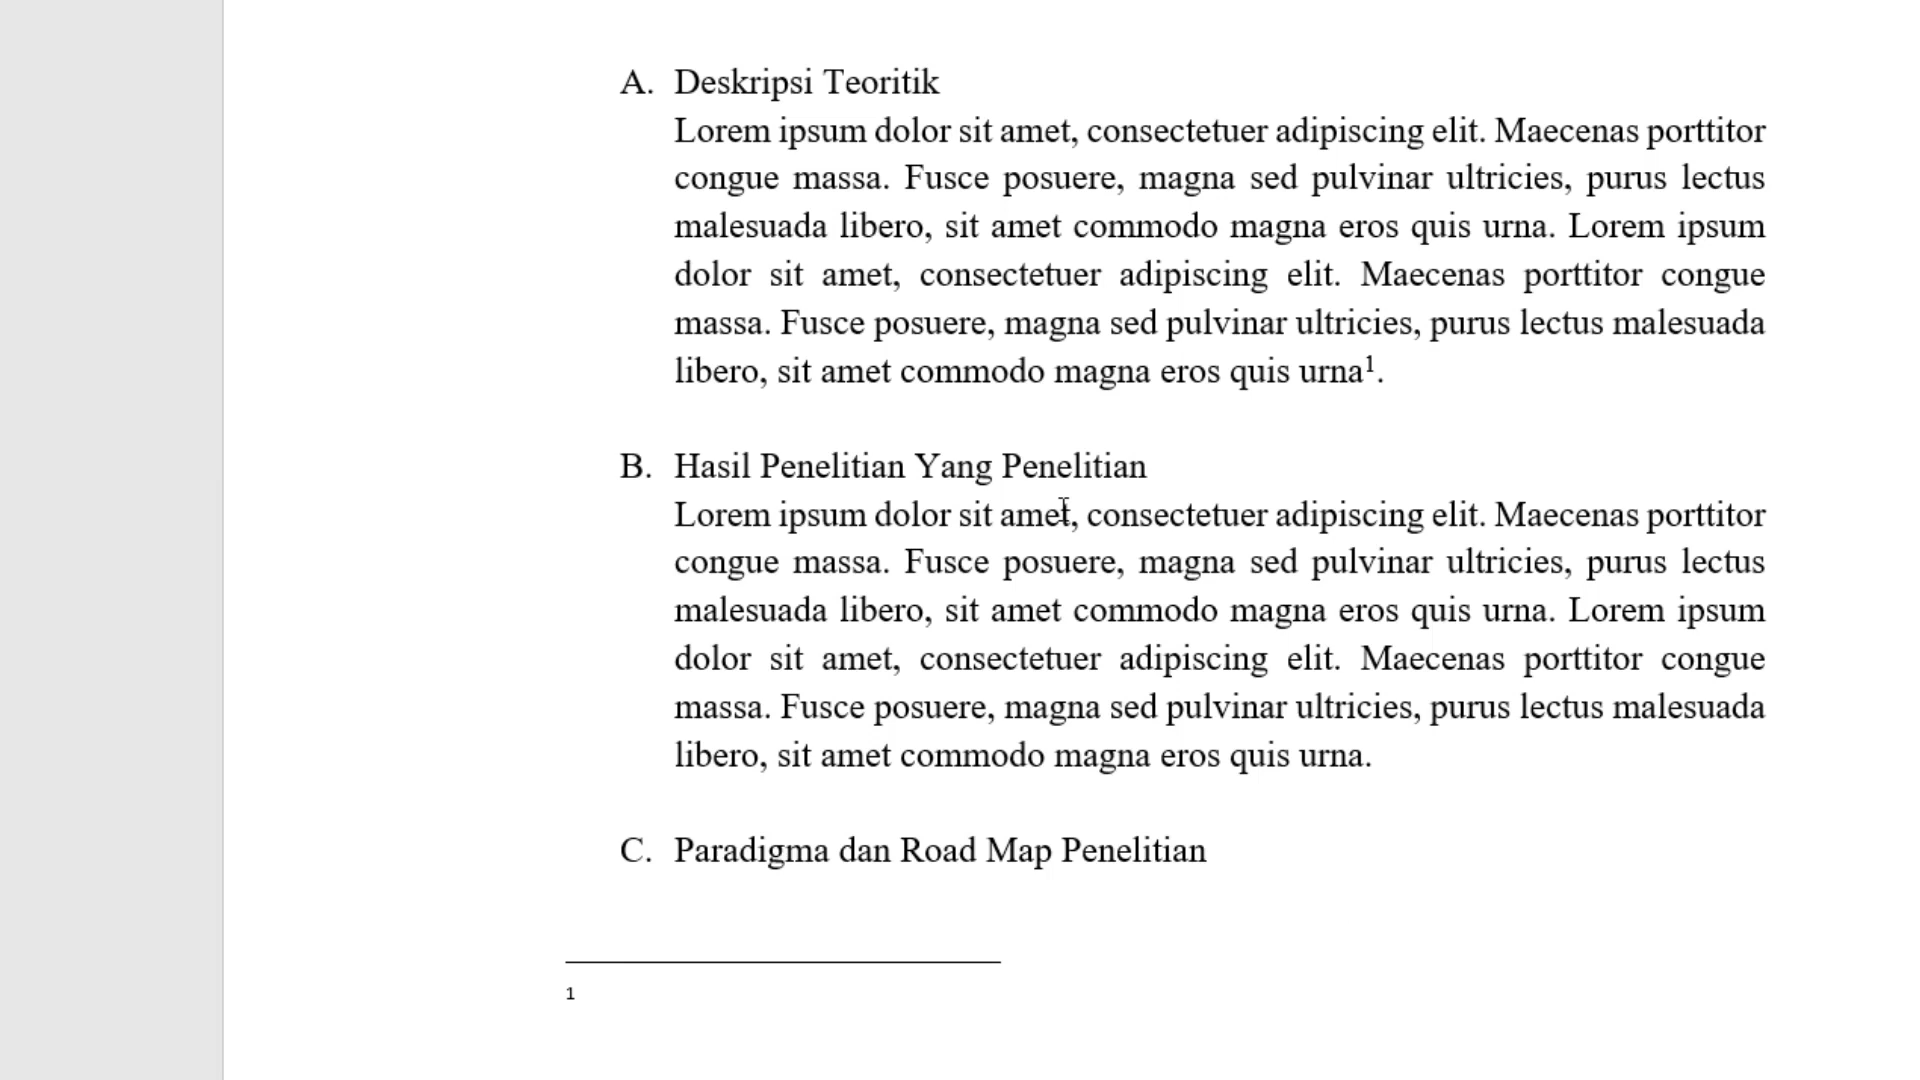 A. Deskripsi Teoritik
Lorem ipsum dolor sit amet, consectetuer adipiscing elit. Maecenas porttitor
congue massa. Fusce posuere, magna sed pulvinar ultricies, purus lectus
malesuada libero, sit amet commodo magna eros quis urna. Lorem ipsum
dolor sit amet, consectetuer adipiscing elit. Maecenas porttitor congue
massa. Fusce posuere, magna sed pulvinar ultricies, purus lectus malesuada
libero, sit amet commodo magna eros quis urna¹.
B. Hasil Penelitian Yang Penelitian
Lorem ipsum dolor sit amet, consectetuer adipiscing elit. Maecenas porttitor
congue massa. Fusce posuere, magna sed pulvinar ultricies, purus lectus
malesuada libero, sit amet commodo magna eros quis urna. Lorem ipsum
dolor sit amet, consectetuer adipiscing elit. Maecenas porttitor congue
massa. Fusce posuere, magna sed pulvinar ultricies, purus lectus malesuada
libero, sit amet commodo magna eros quis urna.
C. Paradigma dan Road Map Penelitian
1